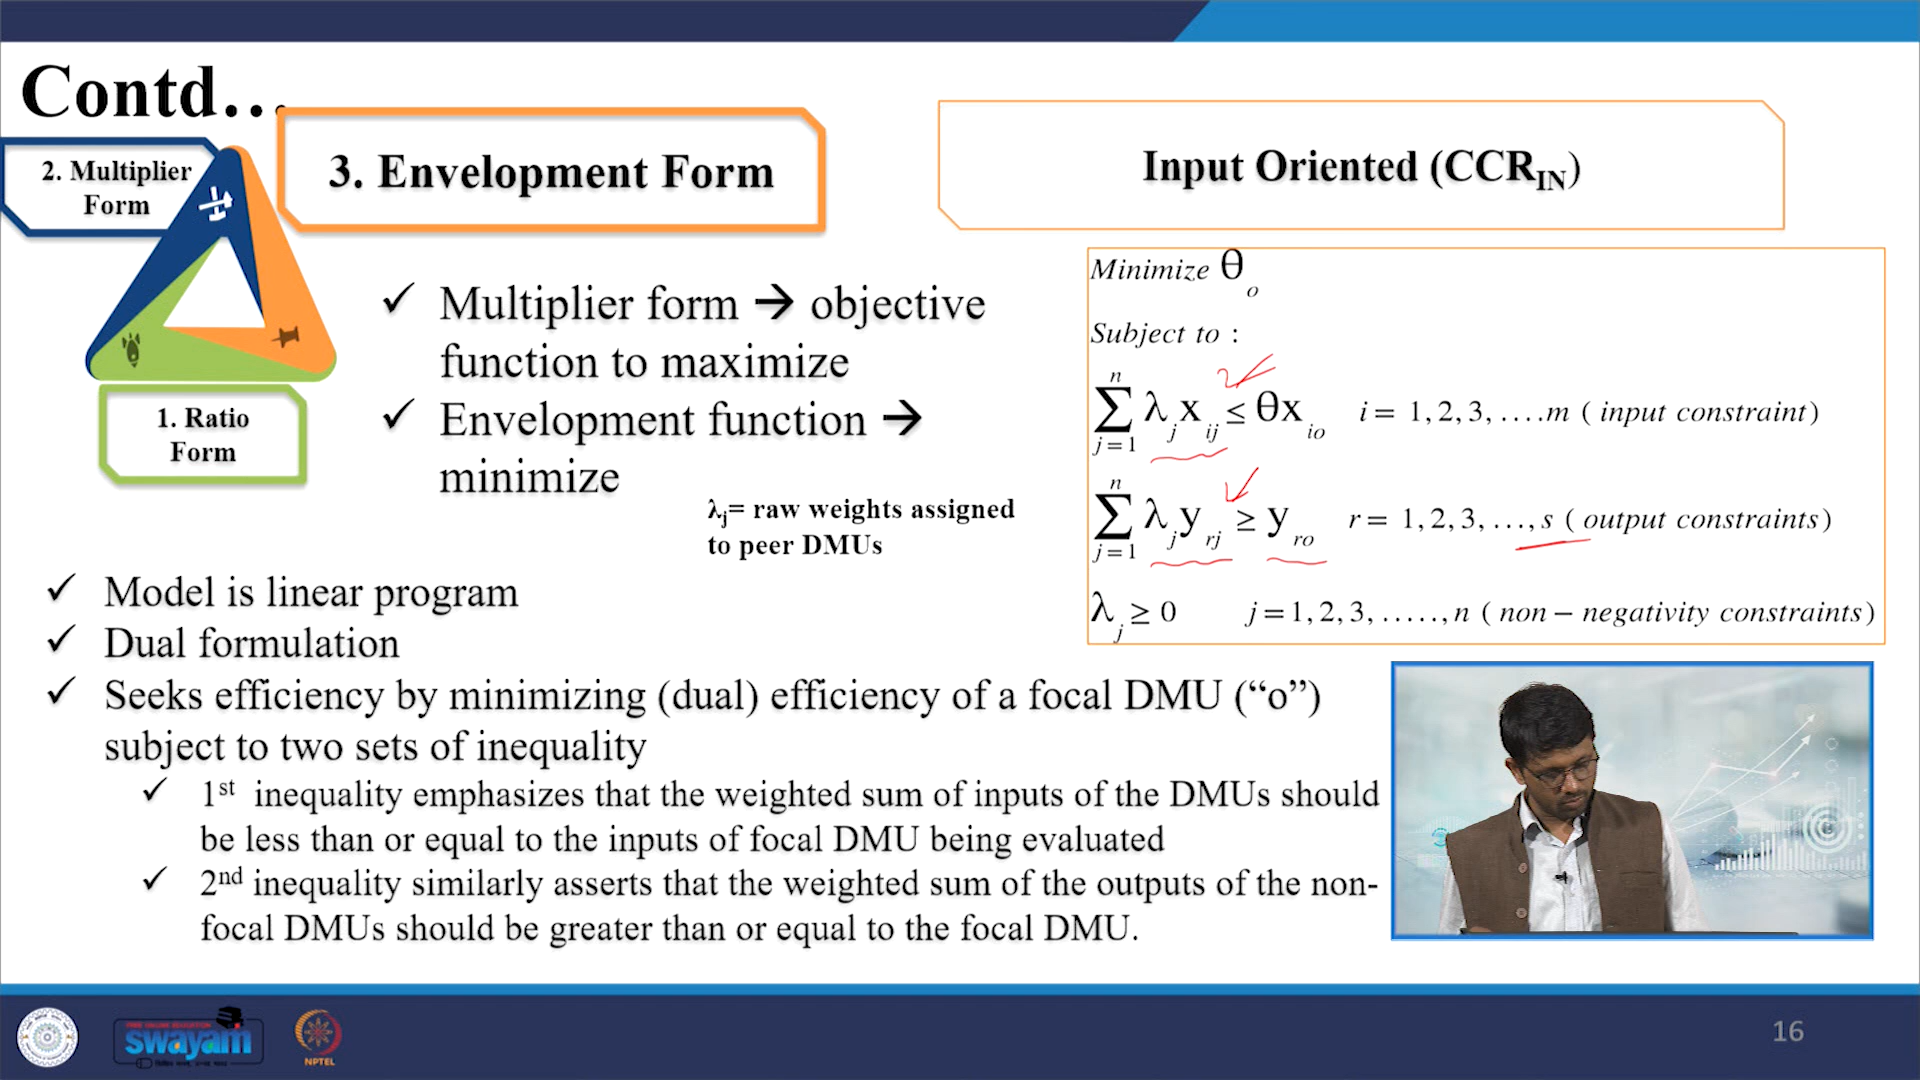 Contd…
2. Multiplier
Form
3. Envelopment Form
1. Ratio
Form
Input Oriented (CCR_IN)
✓ Multiplier form → objective
function to maximize
✓ Envelopment function →
minimize
λ_j= raw weights assigned
to peer DMUs
Minimize θ_o
Subject to :
∑_{j=1}^{n} λ_j x_ij ≤ θx_io i = 1, 2, 3, ....m ( input constraint)
∑_{j=1}^{n} λ_j y_rj ≥ y_ro r = 1, 2, 3, ..., s ( output constraints)
λ_j ≥ 0 j = 1, 2, 3, ....., n ( non − negativity constraints)
✓ Model is linear program
✓ Dual formulation
✓ Seeks efficiency by minimizing (dual) efficiency of a focal DMU (“o”)
subject to two sets of inequality
✓ 1st inequality emphasizes that the weighted sum of inputs of the DMUs should
be less than or equal to the inputs of focal DMU being evaluated
✓ 2nd inequality similarly asserts that the weighted sum of the outputs of the non-
focal DMUs should be greater than or equal to the focal DMU.
FREE ONLINE EDUCATION
swayam
NPTEL
16